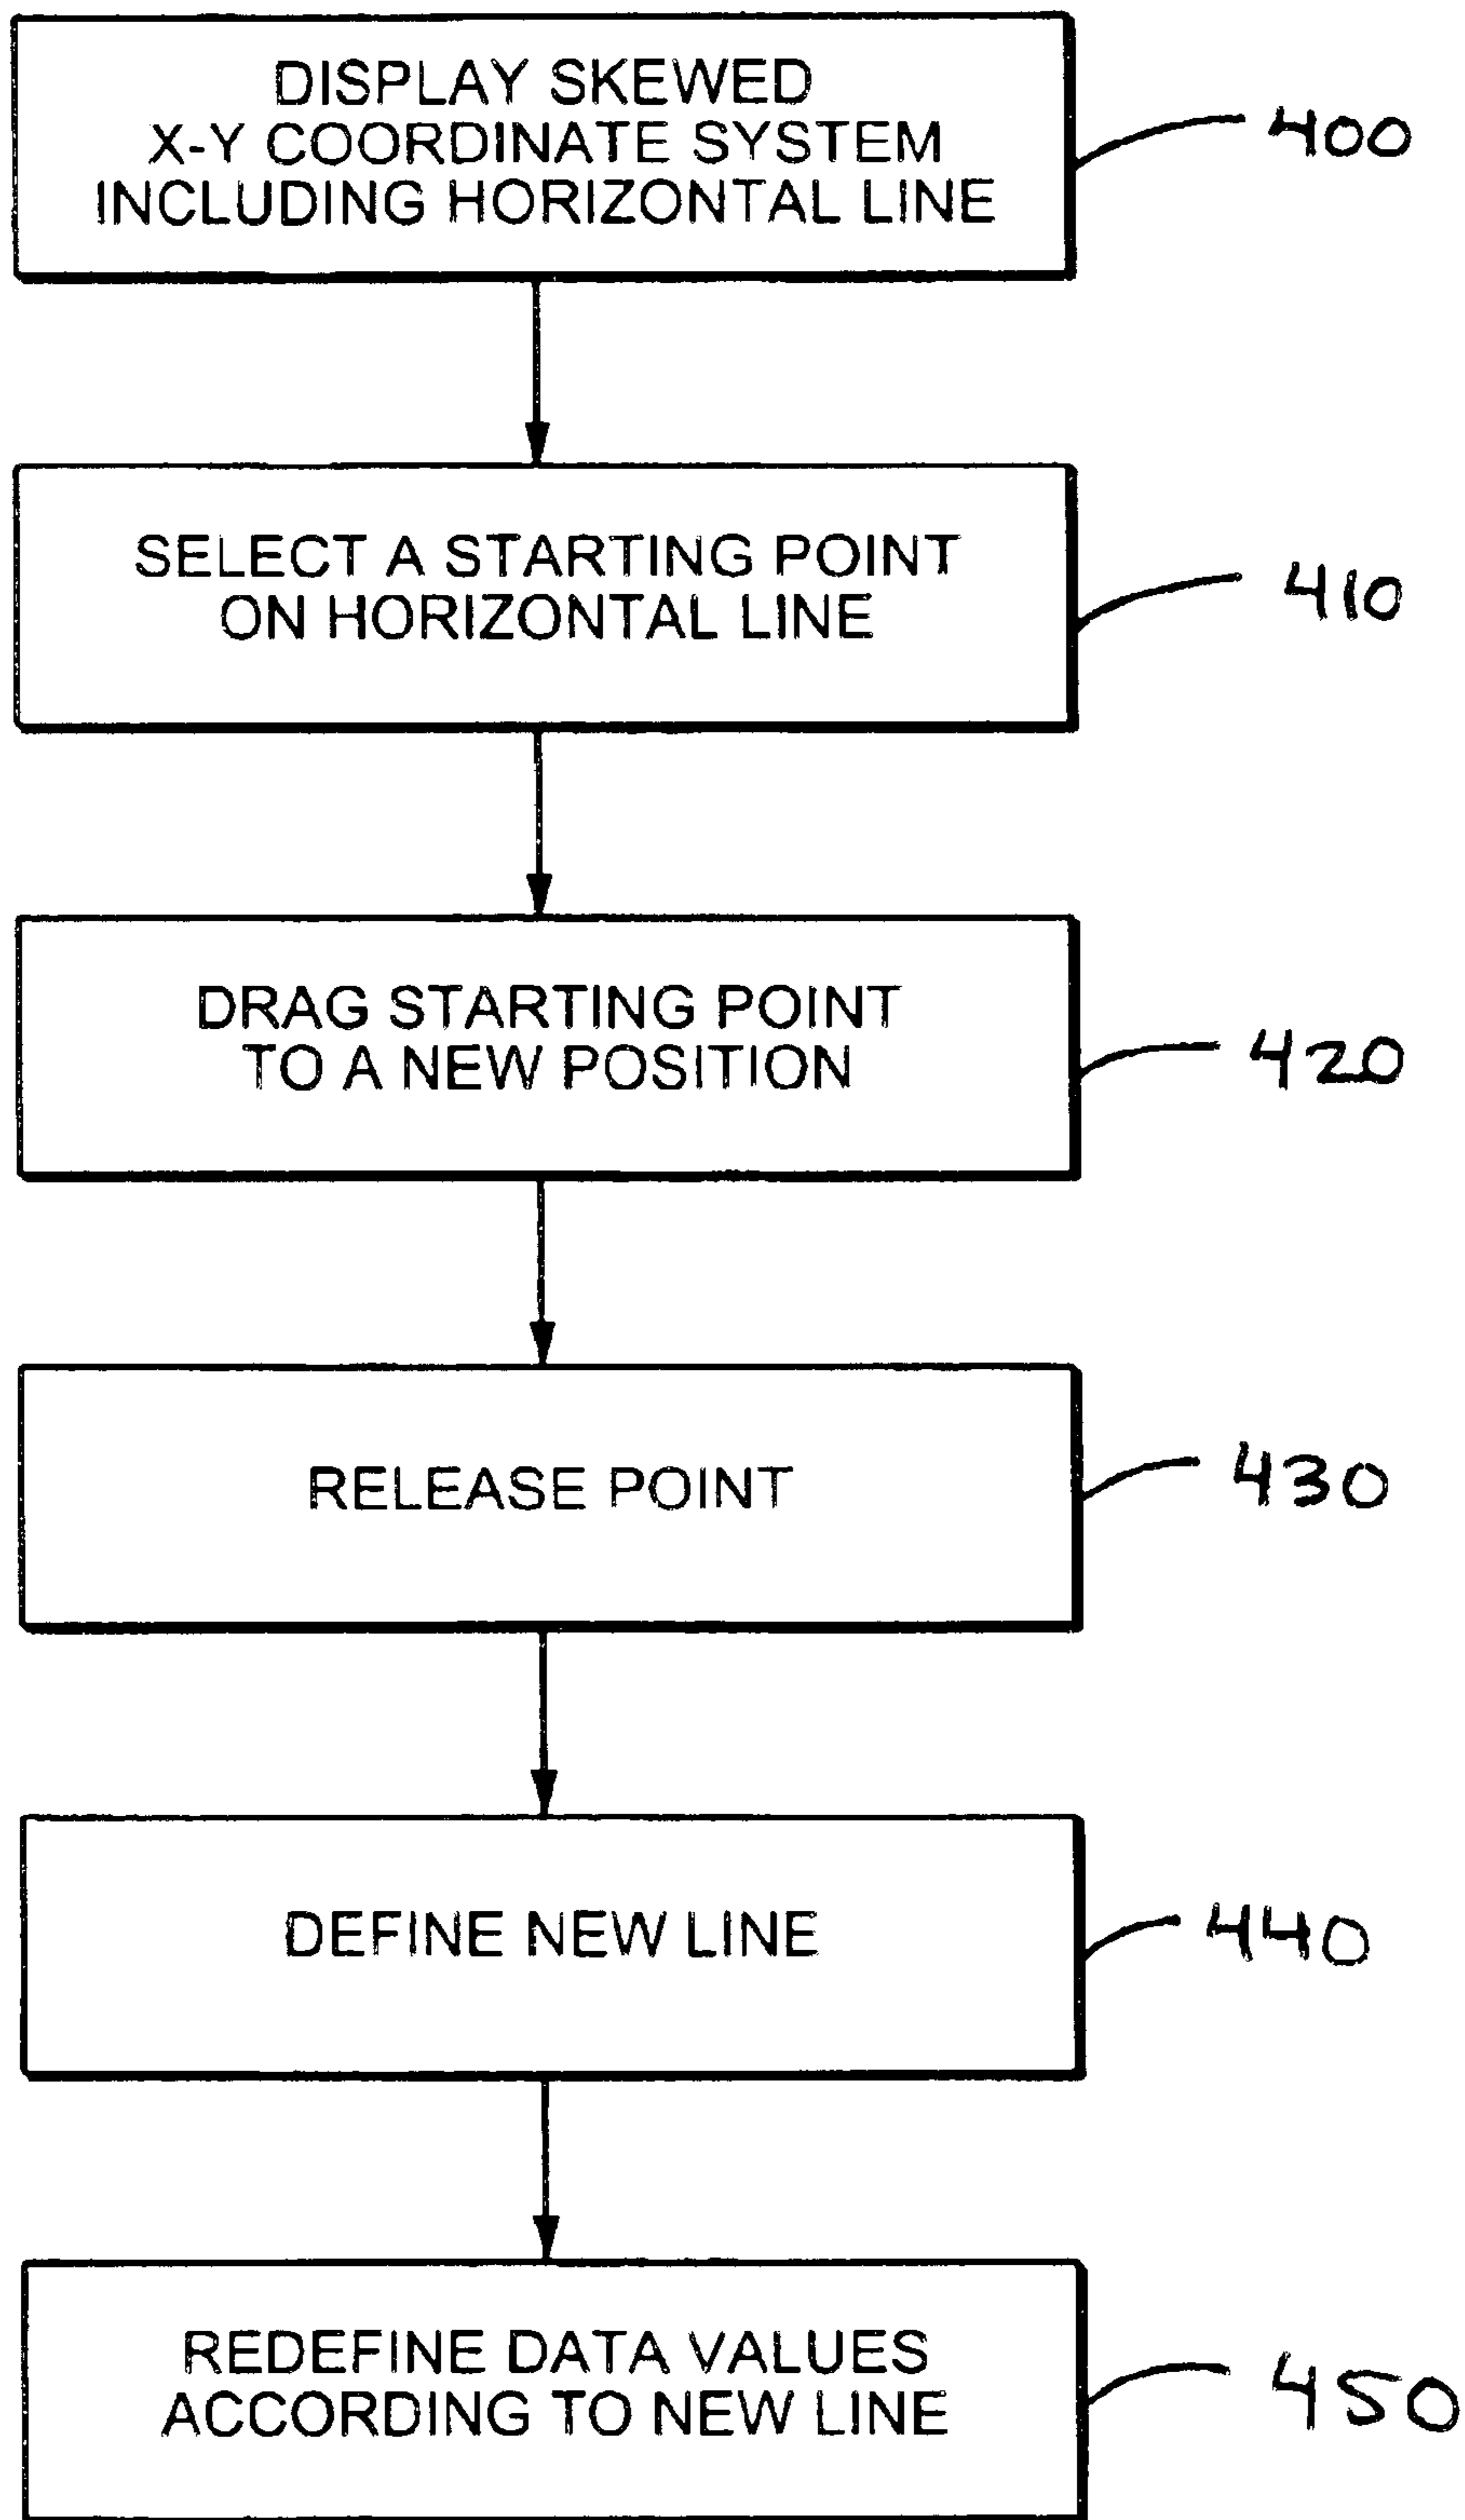 DISPLAY SKEWED
X-Y COORDINATE SYSTEM
INCLUDING HORIZONTAL LINE
400
SELECT A STARTING POINT
ON HORIZONTAL LINE
410
DRAG STARTING POINT
TO A NEW POSITION
420
RELEASE POINT
430
DEFINE NEW LINE
440
REDEFINE DATA VALUES
ACCORDING TO NEW LINE
450